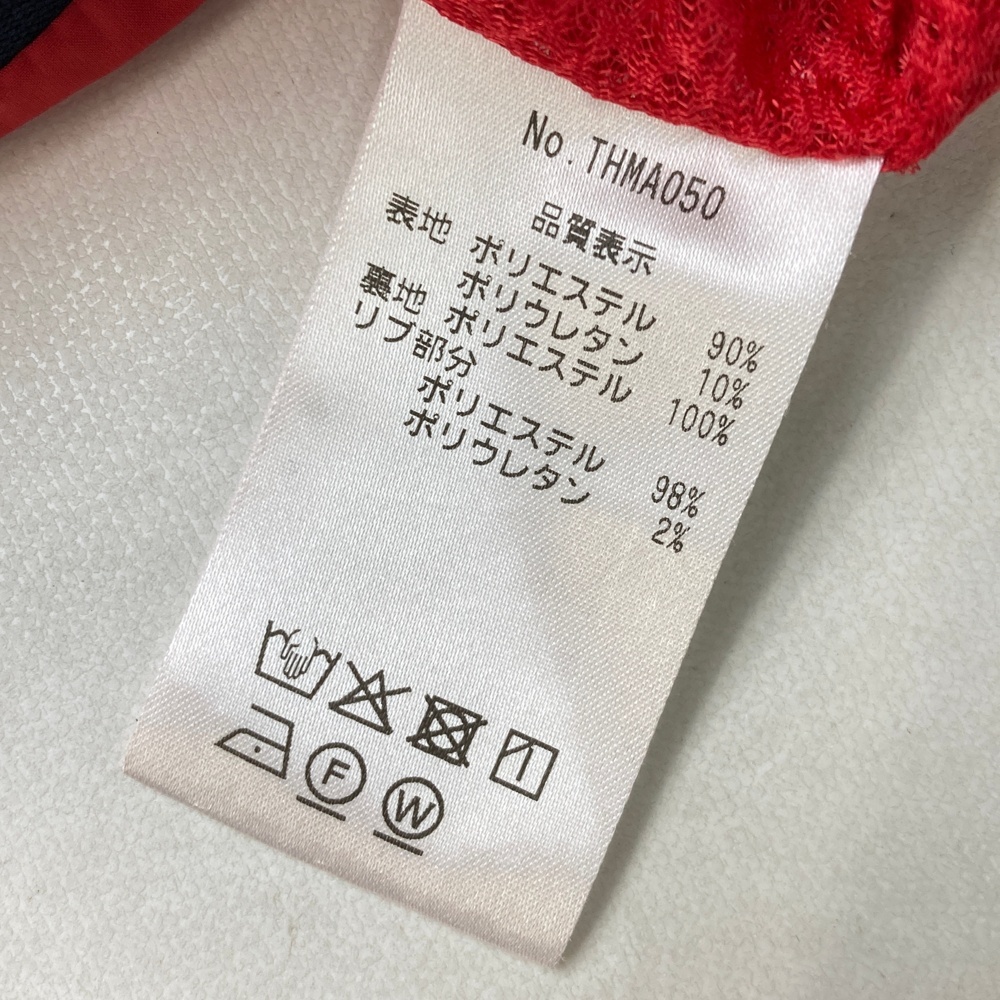 No.THMA050
品質表示
表地 ポリエステル 90%
ポリウレタン 10%
裏地 ポリエステル 100%
リブ部分
ポリエステル 98%
ポリウレタン 2%
F W